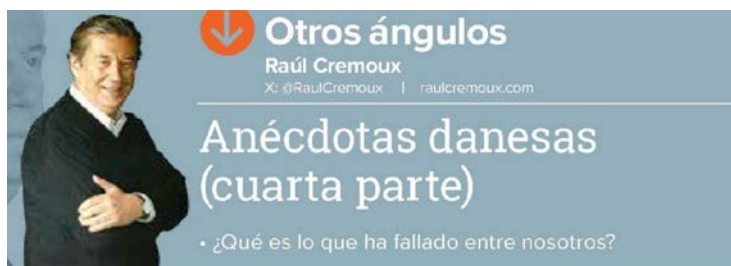 Otros ángulos
Raúl Cremoux
X: @RaulCremoux | raulcremoux.com
Anécdotas danesas
(cuarta parte)
• ¿Qué es lo que ha fallado entre nosotros?